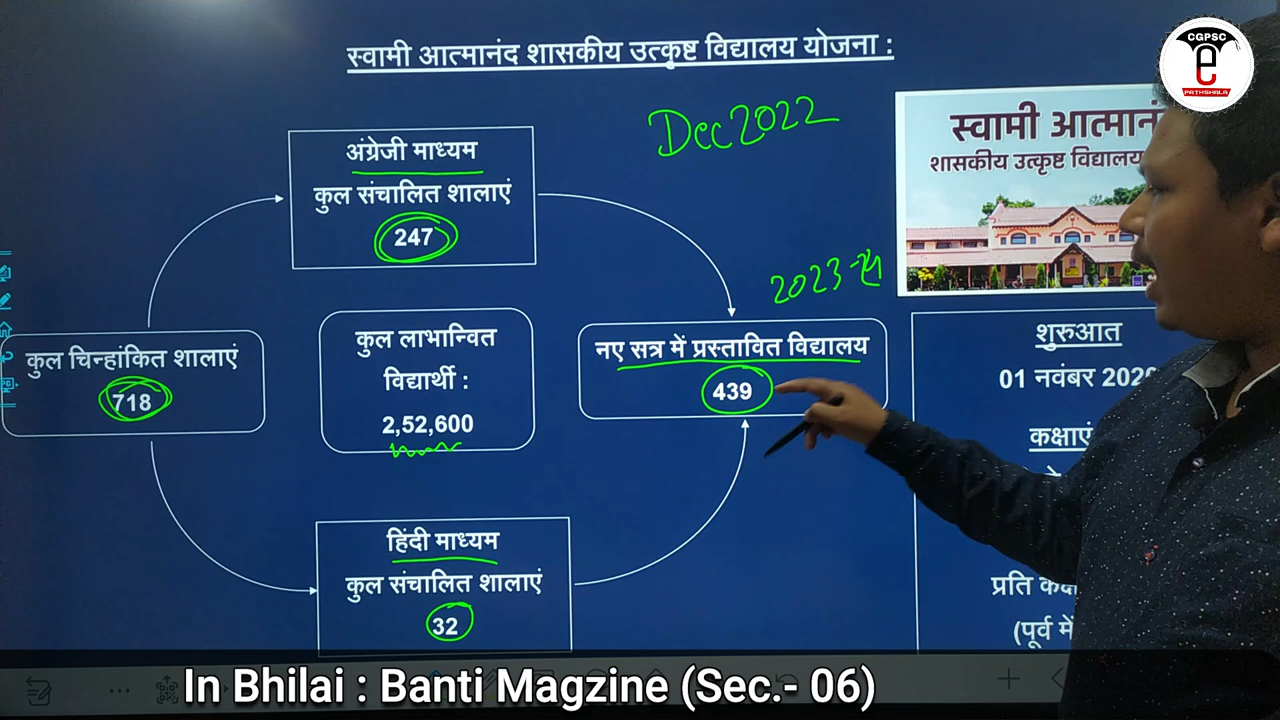 स्वामी आत्मानंद शासकीय उत्कृष्ट विद्यालय योजना :
CGPSC
e
PATHSHALA
Dec 2022
स्वामी
शासकीय उत्कृष्ट विद्यालय
अंग्रेजी माध्यम
कुल संचालित शालाएं
247
2023-24
कुल चिन्हांकित शालाएं
718
कुल लाभान्वित
विद्यार्थी :
2,52,600
नए सत्र में प्रस्तावित विद्यालय
439
शुरुआत
01 नवंबर
कक्षाएं
हिंदी माध्यम
कुल संचालित शालाएं
32
प्रति
(पूर्व में
In Bhilai : Banti Magzine (Sec.- 06)